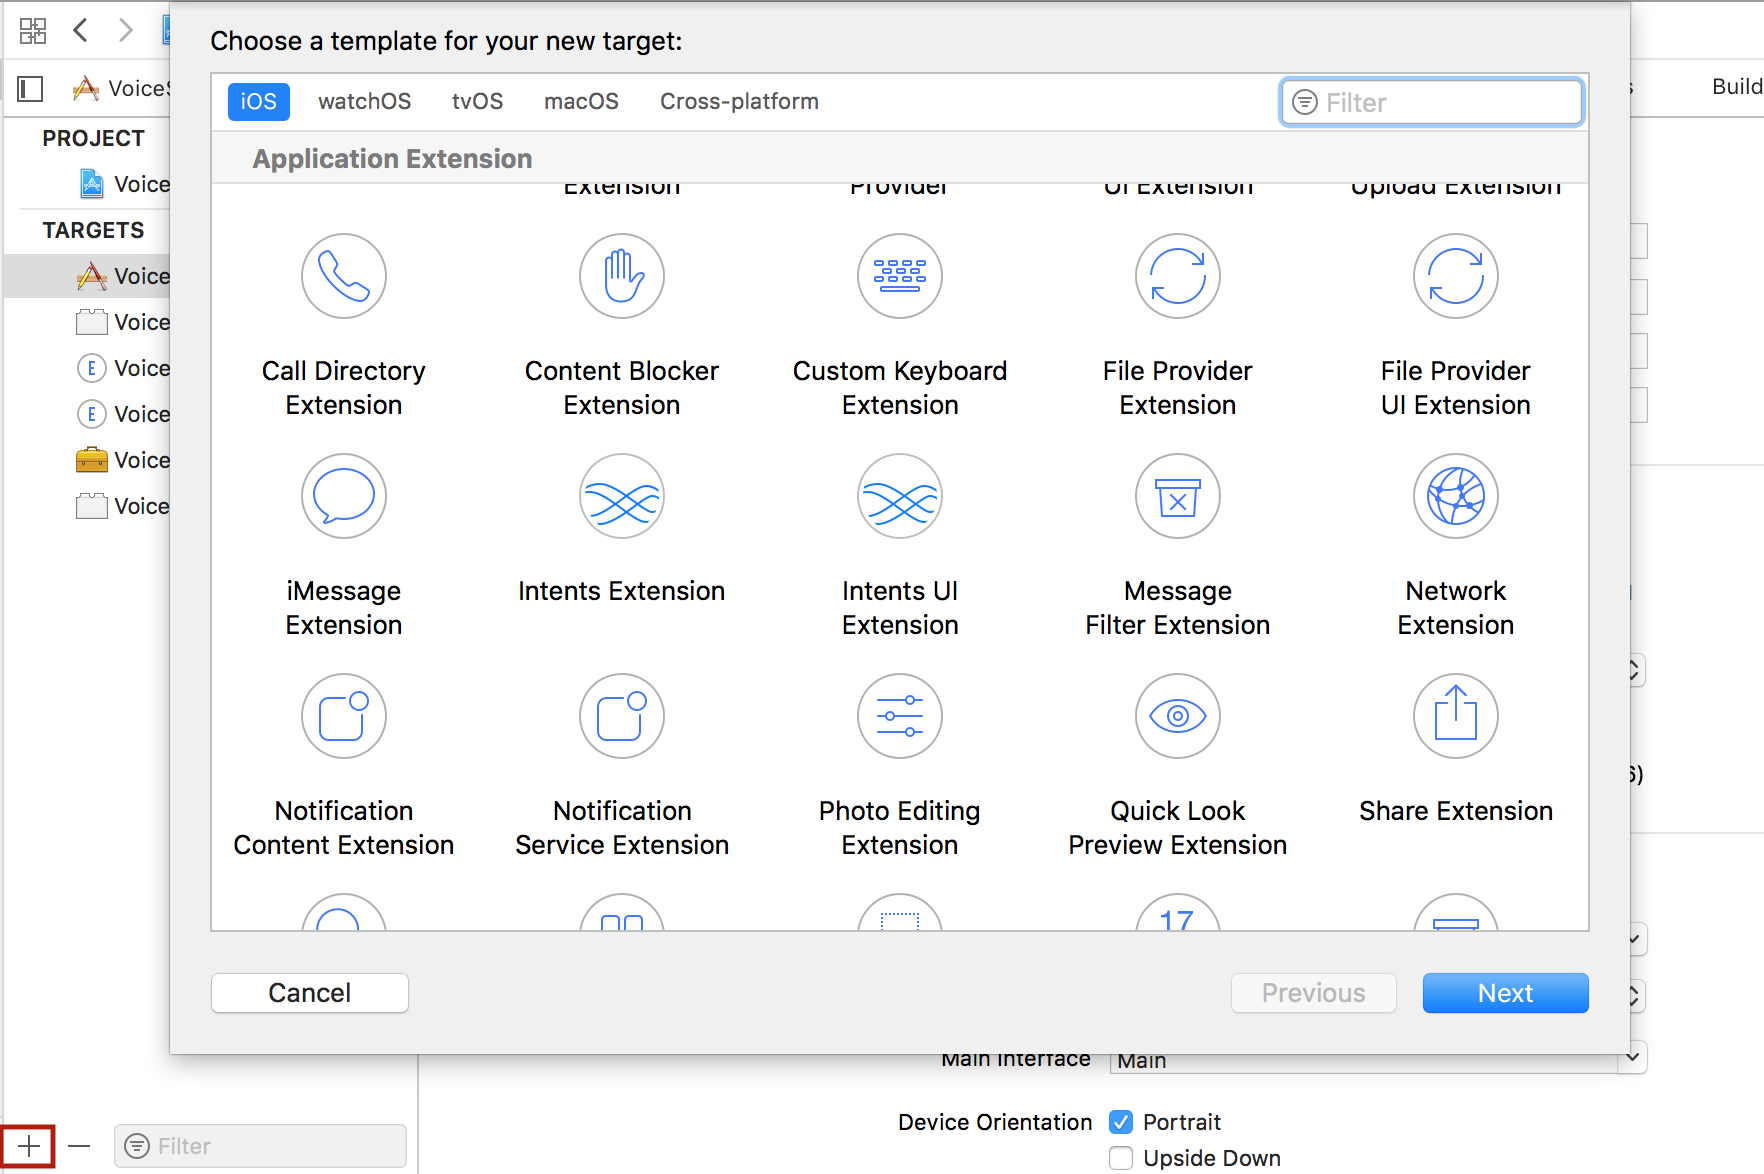 Choose a template for your new target:
iOS watchOS tvOS macOS Cross-platform Filter
Voice
Build
PROJECT
Application Extension
Voice
Extension Provider UI Extension Upload Extension
TARGETS
Voice
Voice
E Voice
E Voice
Voice
Voice
Call Directory
Extension
Content Blocker
Extension
Custom Keyboard
Extension
File Provider
Extension
File Provider
UI Extension
iMessage
Extension
Intents Extension
Intents UI
Extension
Message
Filter Extension
Network
Extension
Notification
Content Extension
Notification
Service Extension
Photo Editing
Extension
Quick Look
Preview Extension
Share Extension
17
Cancel Previous Next
Main Interface Main
Device Orientation Portrait
Upside Down
Filter